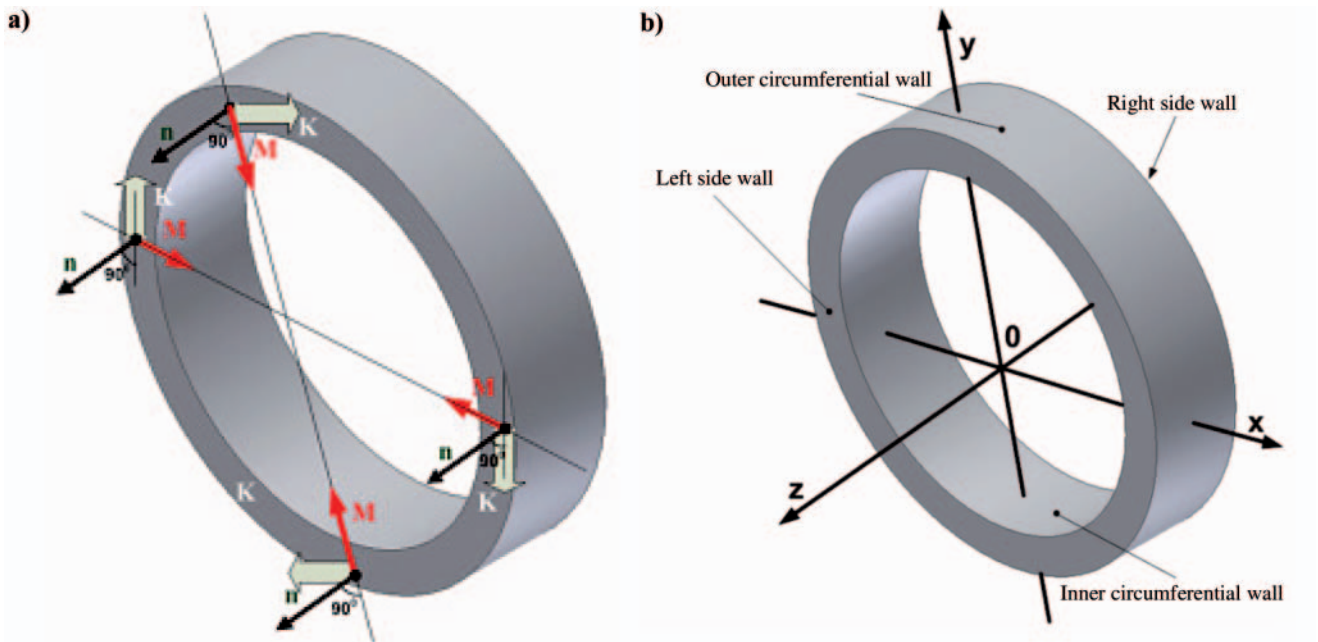 a)
n
90°
K
M
K
M
n
90°
M
n
90°
K
K
M
n
90°
b)
y
Outer circumferential wall
Right side wall
Left side wall
0
x
z
Inner circumferential wall